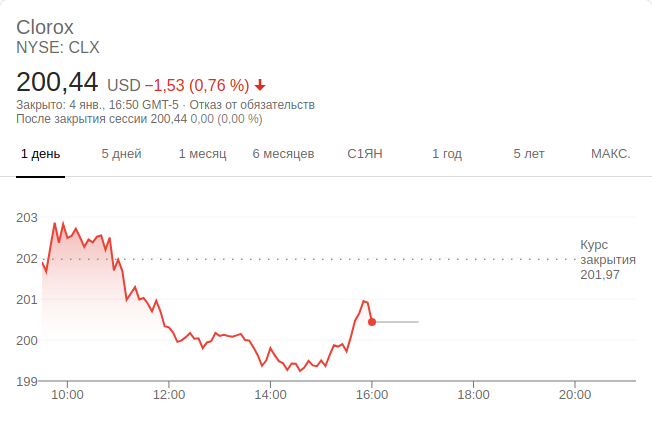 Clorox
NYSE: CLX
200,44 USD −1,53 (0,76 %)
Закрыто: 4 янв., 16:50 GMT-5 · Отказ от обязательств
После закрытия сессии 200,44 0,00 (0,00 %)
1 день 5 дней 1 месяц 6 месяцев С1ЯН 1 год 5 лет МАКС.
203
202
201
200
199
Курс
закрытия
201,97
10:00 12:00 14:00 16:00 18:00 20:00